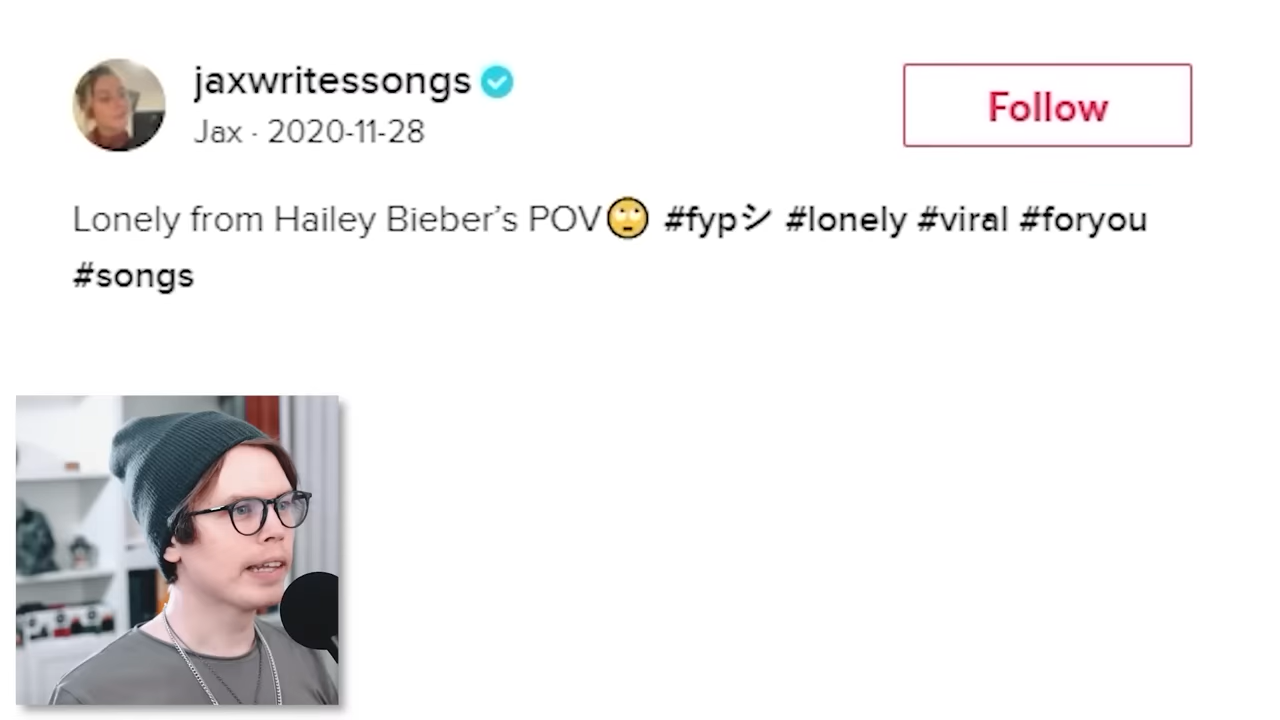 jaxwritessongs
Jax · 2020-11-28
Follow
Lonely from Hailey Bieber’s POV🙄 #fypシ #lonely #viral #foryou
#songs